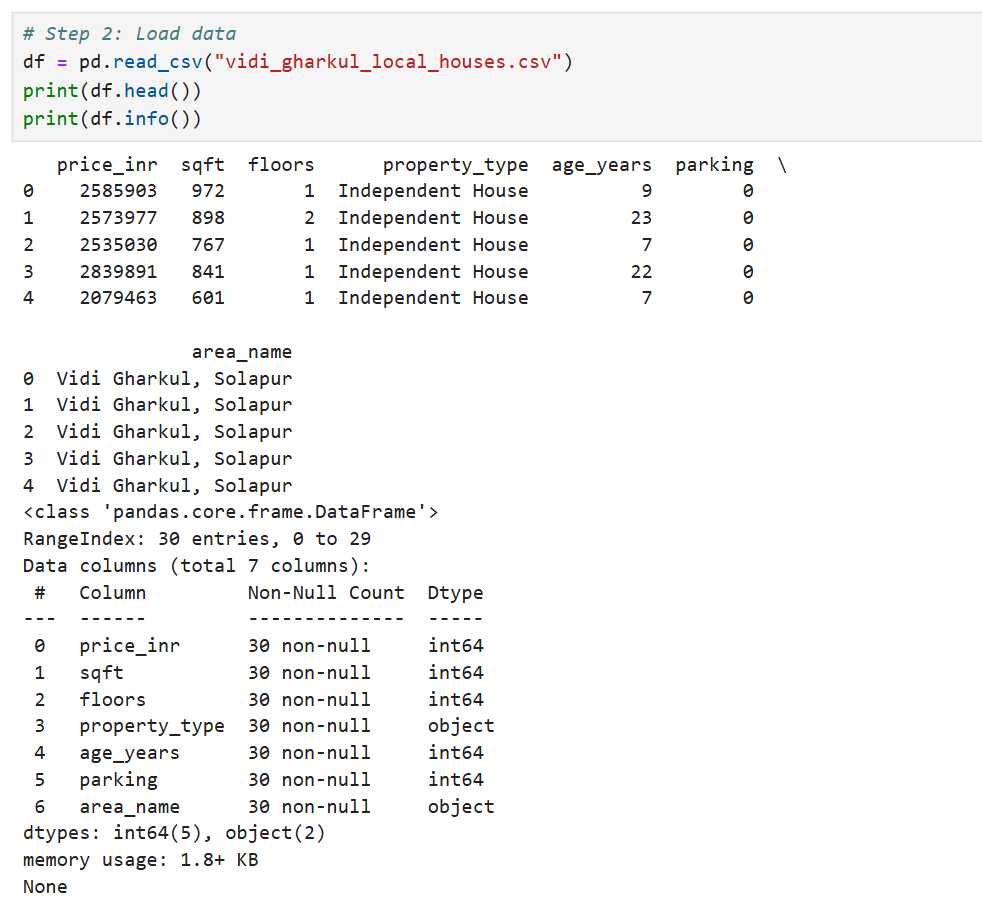 # Step 2: Load data
df = pd.read_csv("vidi_gharkul_local_houses.csv")
print(df.head())
print(df.info())
   price_inr  sqft  floors      property_type  age_years  parking  \
0    2585903   972       1  Independent House          9        0
1    2573977   898       2  Independent House         23        0
2    2535030   767       1  Independent House          7        0
3    2839891   841       1  Independent House         22        0
4    2079463   601       1  Independent House          7        0
               area_name
0  Vidi Gharkul, Solapur
1  Vidi Gharkul, Solapur
2  Vidi Gharkul, Solapur
3  Vidi Gharkul, Solapur
4  Vidi Gharkul, Solapur
<class 'pandas.core.frame.DataFrame'>
RangeIndex: 30 entries, 0 to 29
Data columns (total 7 columns):
 #   Column         Non-Null Count  Dtype
---  ------         --------------  -----
 0   price_inr      30 non-null     int64
 1   sqft           30 non-null     int64
 2   floors         30 non-null     int64
 3   property_type  30 non-null     object
 4   age_years      30 non-null     int64
 5   parking        30 non-null     int64
 6   area_name      30 non-null     object
dtypes: int64(5), object(2)
memory usage: 1.8+ KB
None